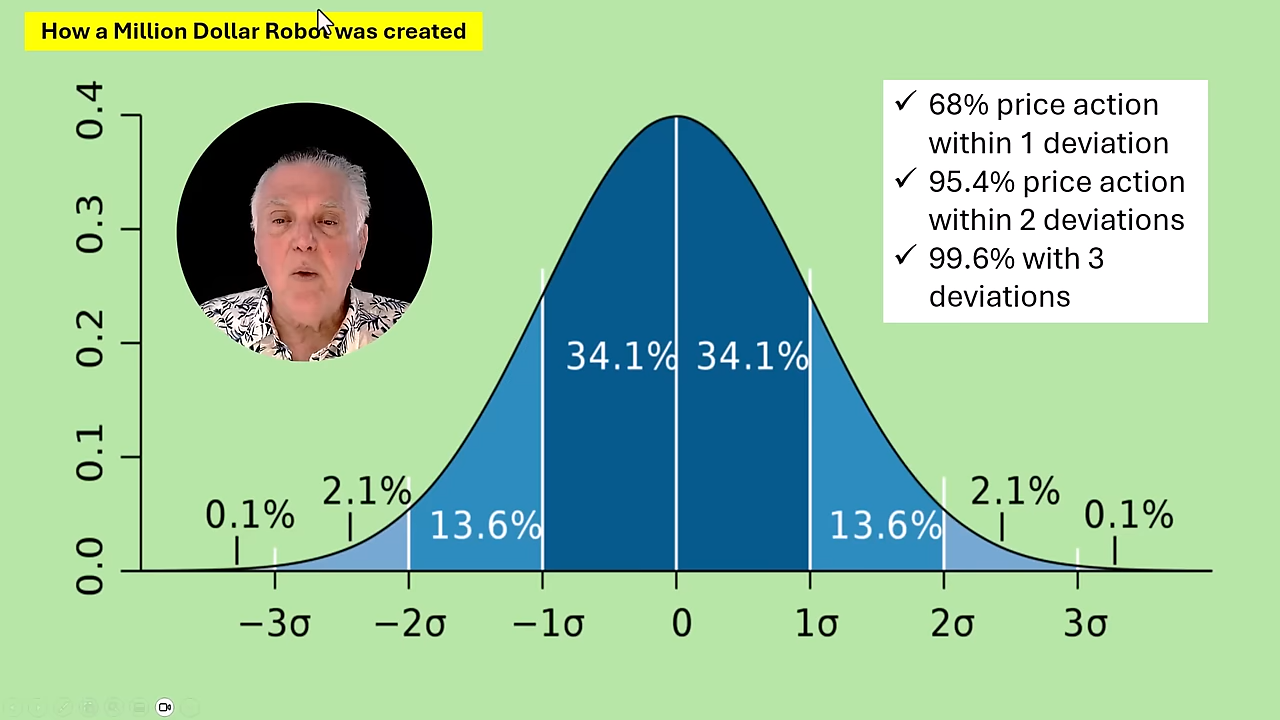 How a Million Dollar Robot was created
✓ 68% price action
within 1 deviation
✓ 95.4% price action
within 2 deviations
✓ 99.6% with 3
deviations
0.4
0.3
0.2
0.1
0.0
34.1% 34.1%
0.1% 2.1% 13.6% 13.6% 2.1% 0.1%
−3σ −2σ −1σ 0 1σ 2σ 3σ